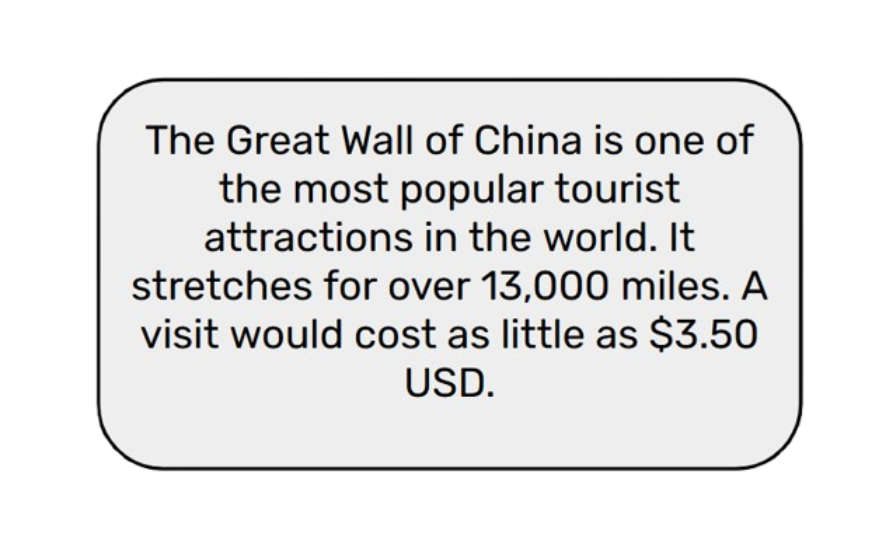 The Great Wall of China is one of
the most popular tourist
attractions in the world. It
stretches for over 13,000 miles. A
visit would cost as little as $3.50
USD.